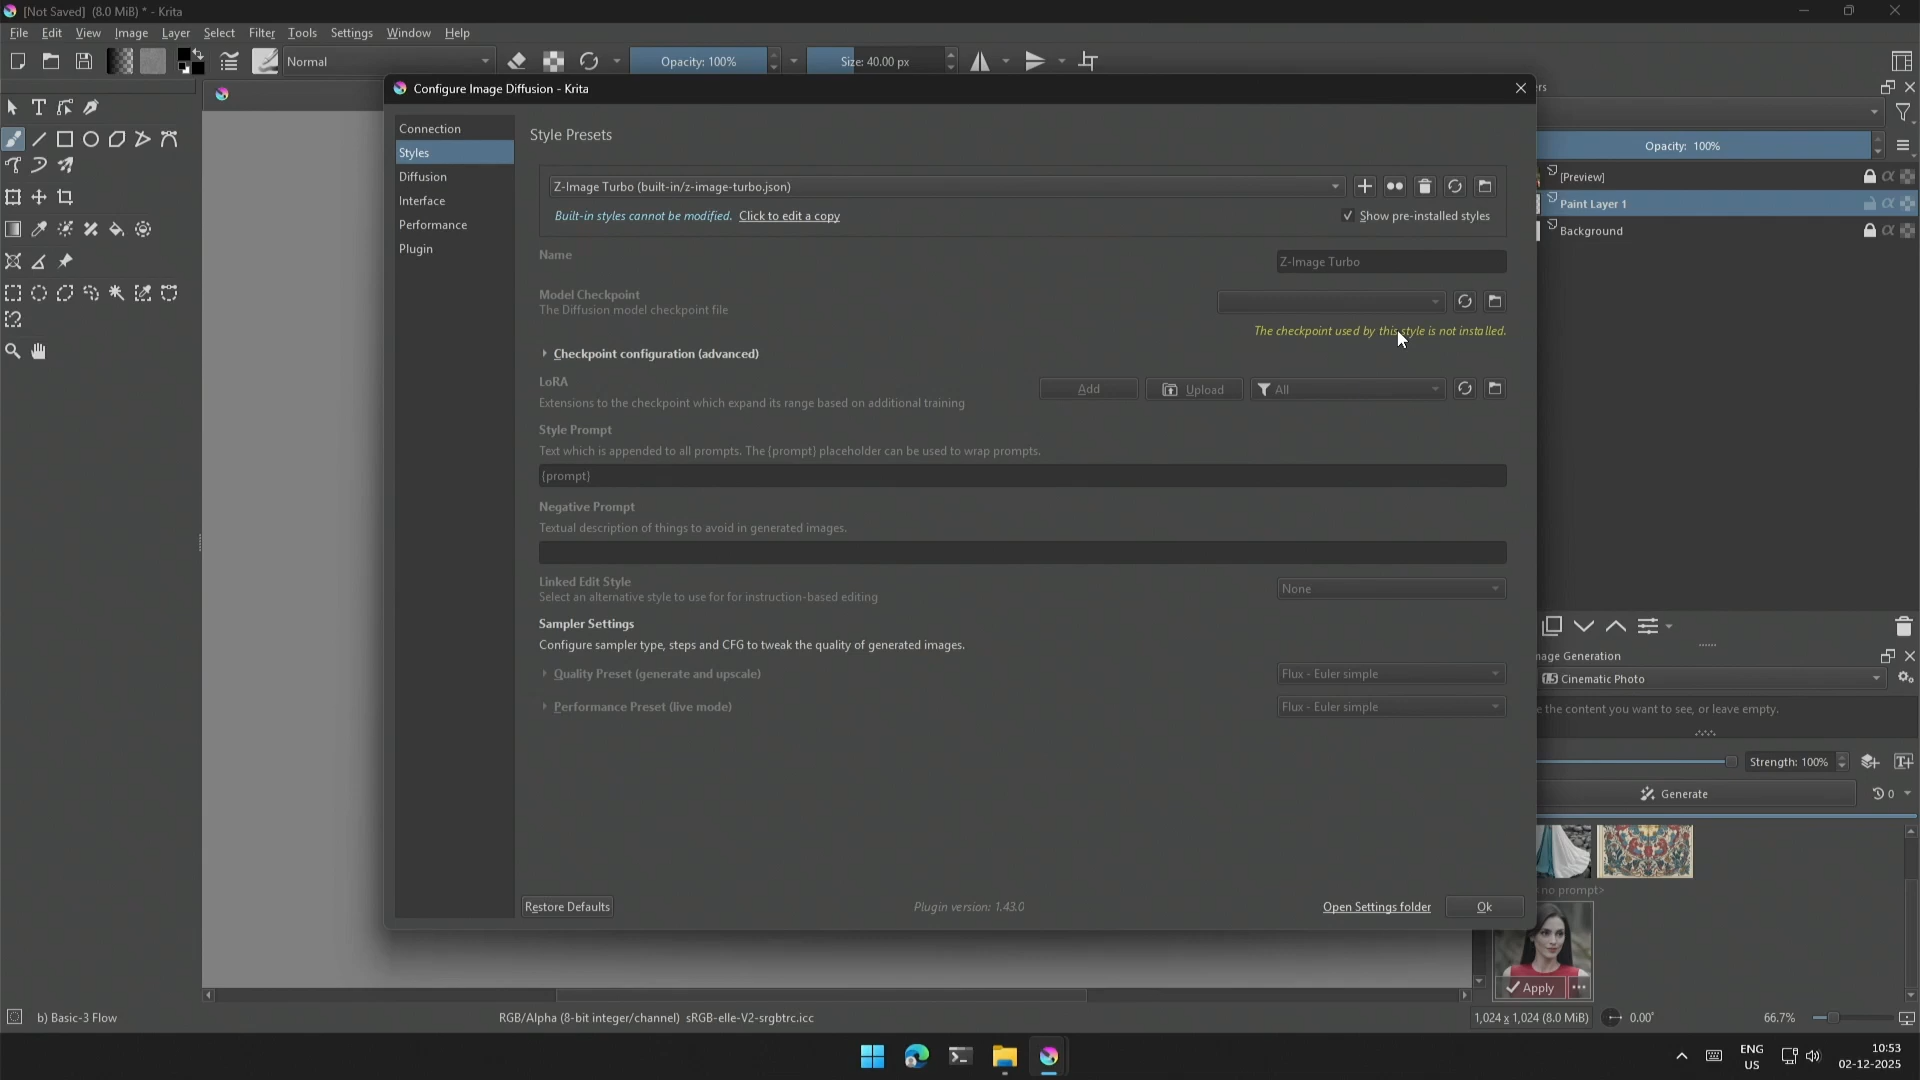 [Not Saved] (8.0 MiB) * - Krita
File Edit View Image Layer Select Filter Tools Settings Window Help
Normal
Opacity: 100%
Size: 40.00 px
Configure Image Diffusion - Krita
Connection
Styles
Diffusion
Interface
Performance
Plugin
Style Presets
Z-Image Turbo (built-in/z-image-turbo.json)
Built-in styles cannot be modified. Click to edit a copy
Show pre-installed styles
Name
Z-Image Turbo
Model Checkpoint
The Diffusion model checkpoint file
The checkpoint used by this style is not installed.
Checkpoint configuration (advanced)
LoRA
Extensions to the checkpoint which expand its range based on additional training
Add
Upload
All
Style Prompt
Text which is appended to all prompts. The {prompt} placeholder can be used to wrap prompts.
{prompt}
Negative Prompt
Textual description of things to avoid in generated images.
Linked Edit Style
Select an alternative style to use for for instruction-based editing
None
Sampler Settings
Configure sampler type, steps and CFG to tweak the quality of generated images.
Quality Preset (generate and upscale)
Flux - Euler simple
Performance Preset (live mode)
Flux - Euler simple
Restore Defaults
Plugin version: 1.43.0
Open Settings folder
Ok
ers
Opacity: 100%
[Preview]
Paint Layer 1
Background
mage Generation
1.5 Cinematic Photo
e the content you want to see, or leave empty.
Strength: 100%
Generate
0
no prompt>
Apply
b) Basic-3 Flow
RGB/Alpha (8-bit integer/channel) sRGB-elle-V2-srgbtrc.icc
1,024 x 1,024 (8.0 MiB)
0.00°
66.7%
ENG
US
10:53
02-12-2025